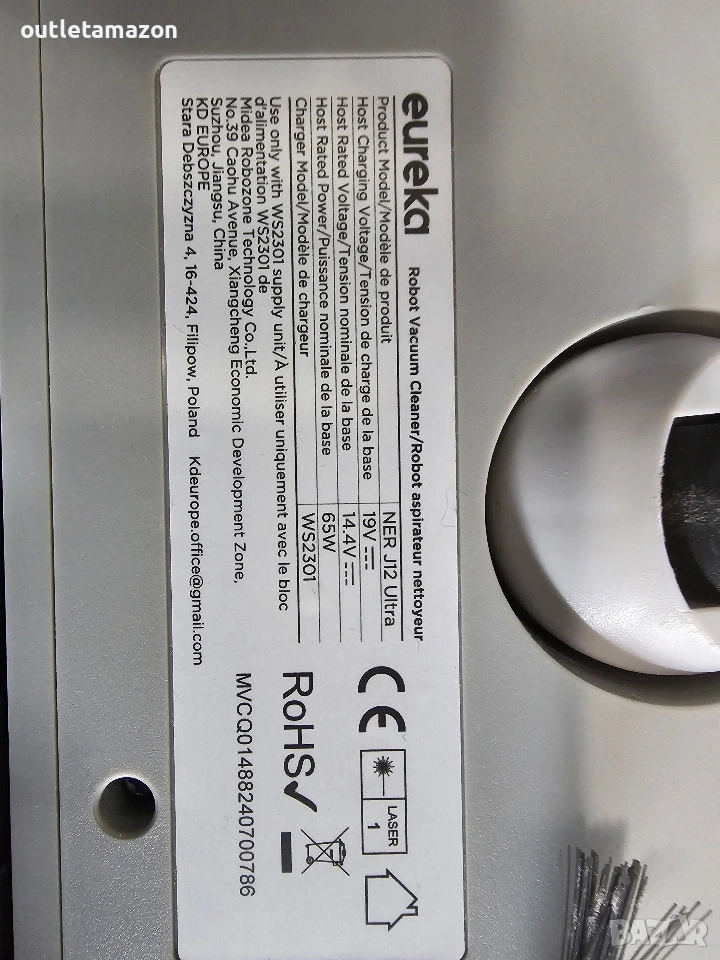 outletamazon
eureka Robot Vacuum Cleaner/Robot aspirateur nettoyeur
Product Model/Modèle de produit NER J12 Ultra
Host Charging Voltage/Tension de charge de la base 19V⎓
Host Rated Voltage/Tension nominale de la base 14.4V⎓
Host Rated Power/Puissance nominale de la base 65W
Charger Model/Modèle de chargeur WS2301
Use only with WS2301 supply unit/À utiliser uniquement avec le bloc
d'alimentation WS2301 de
Midea Robozone Technology Co.,Ltd.
No.39 Caohu Avenue, Xiangcheng Economic Development Zone,
Suzhou, Jiangsu, China
KD EUROPE
Stara Debszczyzna 4, 16-424, Filipow, Poland Kdeurope.office@gmail.com
CE
LASER
1
RoHS✓
MVCQ01488240700786
BAZAR